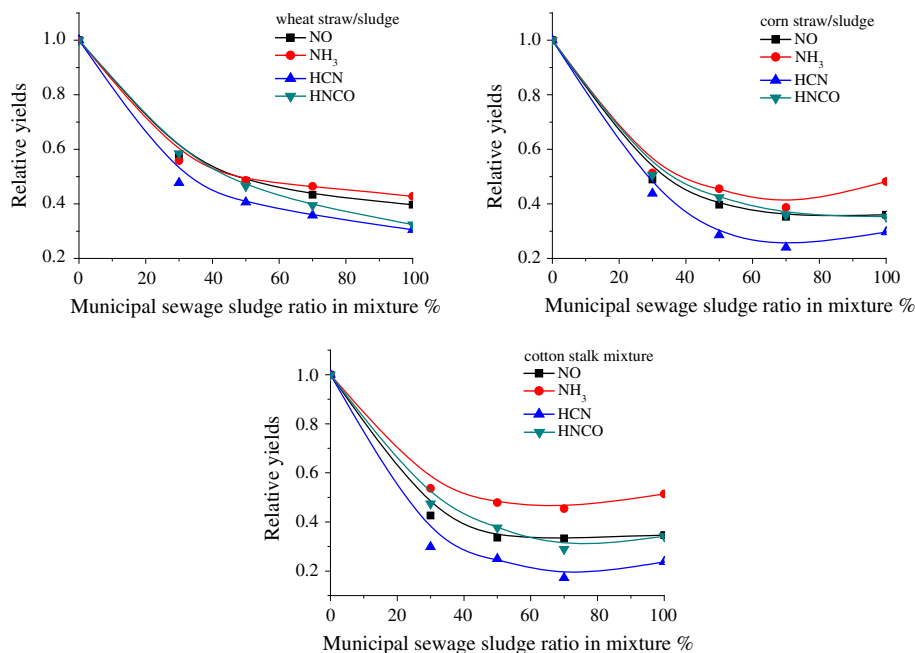 wheat straw/sludge
NO
NH3
HCN
HNCO
Relative yields
1.0
0.8
0.6
0.4
0.2
0 20 40 60 80 100
Municipal sewage sludge ratio in mixture %
corn straw/sludge
NO
NH3
HCN
HNCO
Relative yields
1.0
0.8
0.6
0.4
0.2
0 20 40 60 80 100
Municipal sewage sludge ratio in mixture %
cotton stalk mixture
NO
NH3
HCN
HNCO
Relative yields
1.0
0.8
0.6
0.4
0.2
0 20 40 60 80 100
Municipal sewage sludge ratio in mixture %